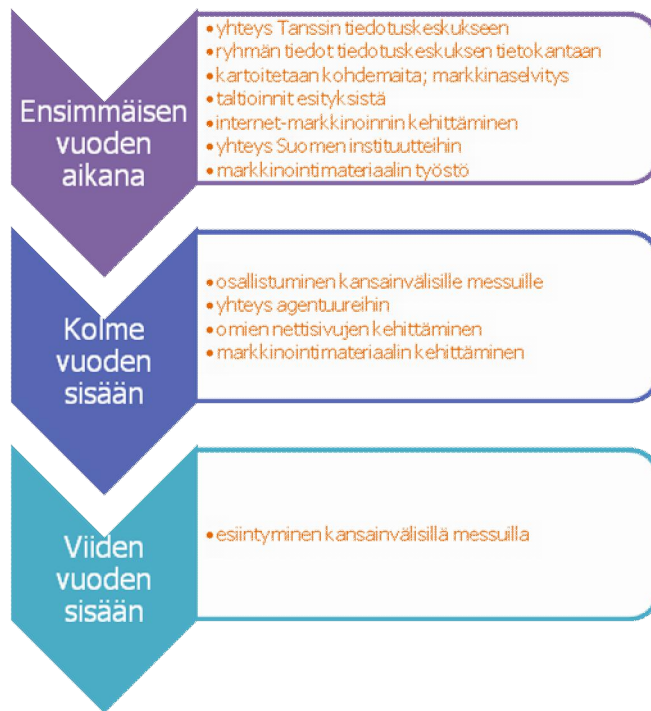 Ensimmäisen
vuoden
aikana
•yhteys Tanssin tiedotuskeskukseen
•ryhmän tiedot tiedotuskeskuksen tietokantaan
•kartoitetaan kohdemaita; markkinaselvitys
•taltioinnit esityksistä
•internet-markkinoinnin kehittäminen
•yhteys Suomen instituutteihin
•markkinointimateriaalin työstö
Kolme
vuoden
sisään
•osallistuminen kansainvälisille messuille
•yhteys agentuureihin
•omien nettisivujen kehittäminen
•markkinointimateriaalin kehittäminen
Viiden
vuoden
sisään
•esiintyminen kansainvälisillä messuilla